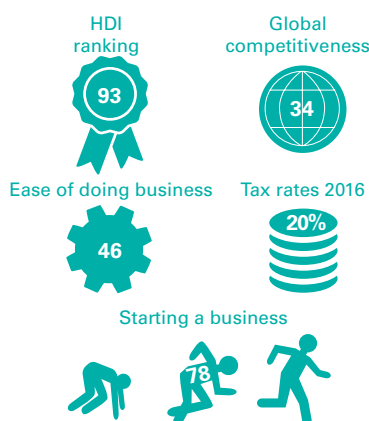 HDI
ranking
93
Global
competitiveness
34
Ease of doing business
46
Tax rates 2016
20%
Starting a business
78